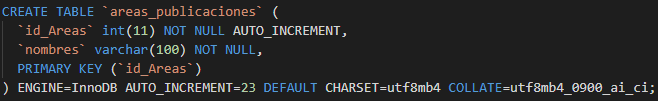 CREATE TABLE `areas_publicaciones` (
  `id_Areas` int(11) NOT NULL AUTO_INCREMENT,
  `nombres` varchar(100) NOT NULL,
  PRIMARY KEY (`id_Areas`)
) ENGINE=InnoDB AUTO_INCREMENT=23 DEFAULT CHARSET=utf8mb4 COLLATE=utf8mb4_0900_ai_ci;